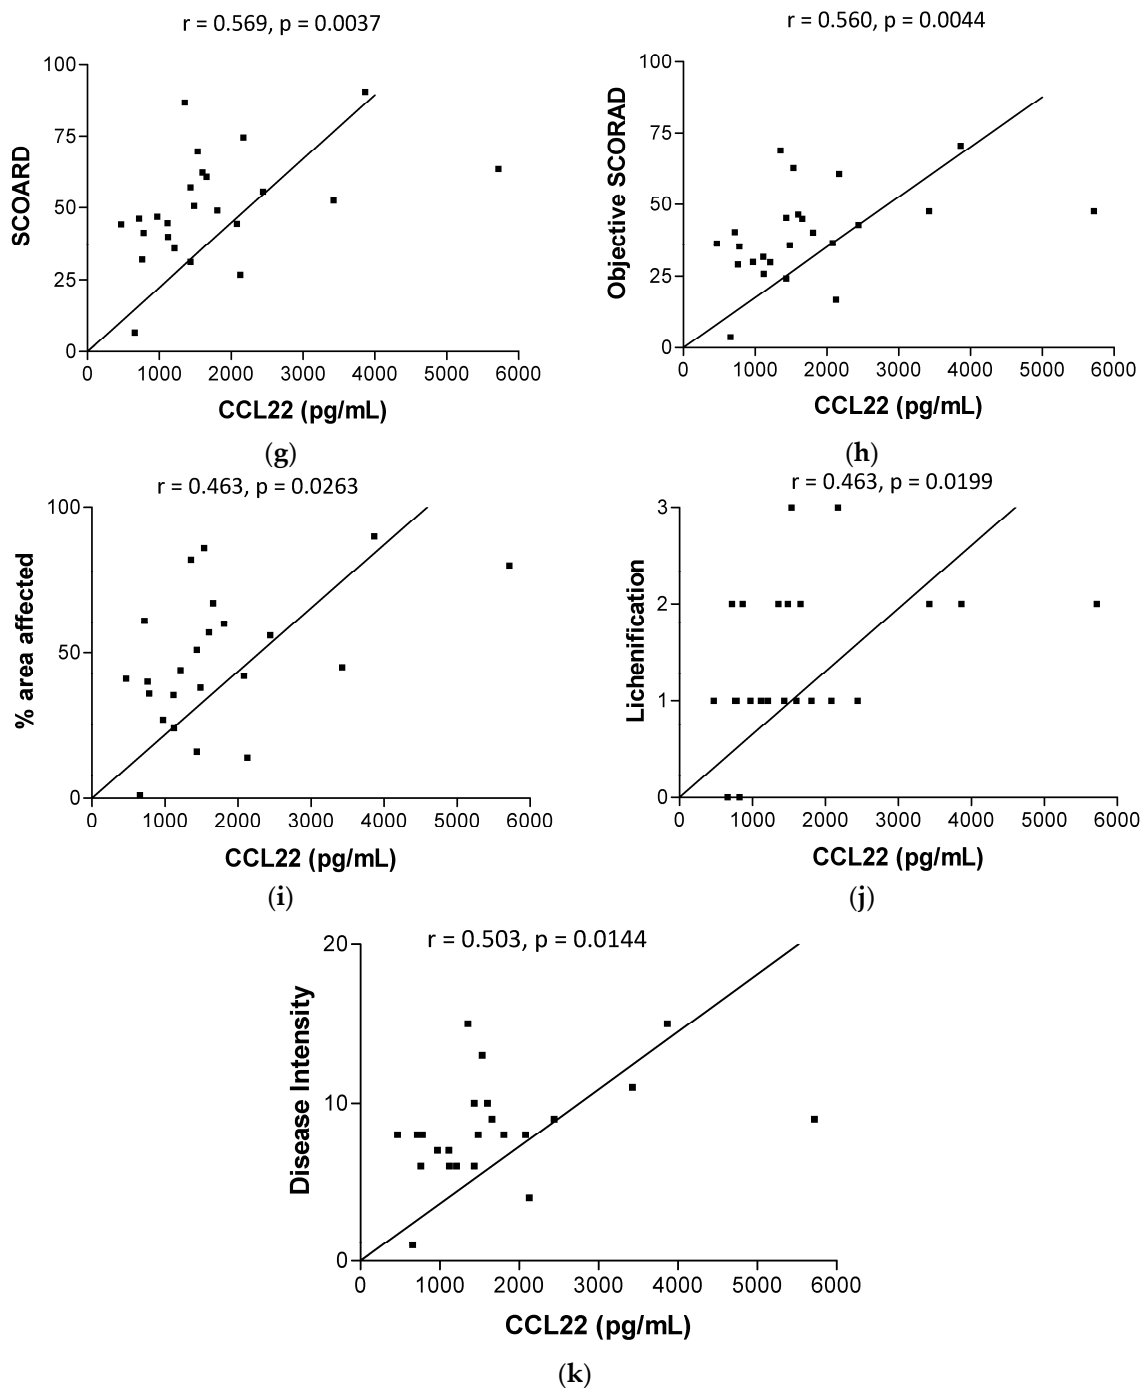 r = 0.569, p = 0.0037
100
75
50
25
0
SCOARD
0 1000 2000 3000 4000 5000 6000
CCL22 (pg/mL)
(g)
r = 0.560, p = 0.0044
100
75
50
25
0
Objective SCORAD
0 1000 2000 3000 4000 5000 6000
CCL22 (pg/mL)
(h)
r = 0.463, p = 0.0263
100
50
0
% area affected
0 1000 2000 3000 4000 5000 6000
CCL22 (pg/mL)
(i)
r = 0.463, p = 0.0199
3
2
1
0
Lichenification
0 1000 2000 3000 4000 5000 6000
CCL22 (pg/mL)
(j)
r = 0.503, p = 0.0144
20
10
0
Disease Intensity
0 1000 2000 3000 4000 5000 6000
CCL22 (pg/mL)
(k)